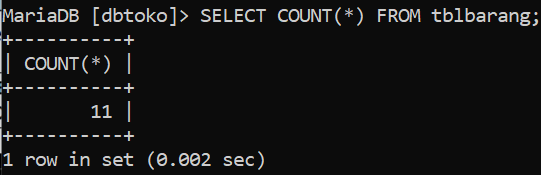 MariaDB [dbtoko]> SELECT COUNT(*) FROM tblbarang;
+----------+
| COUNT(*) |
+----------+
|       11 |
+----------+
1 row in set (0.002 sec)